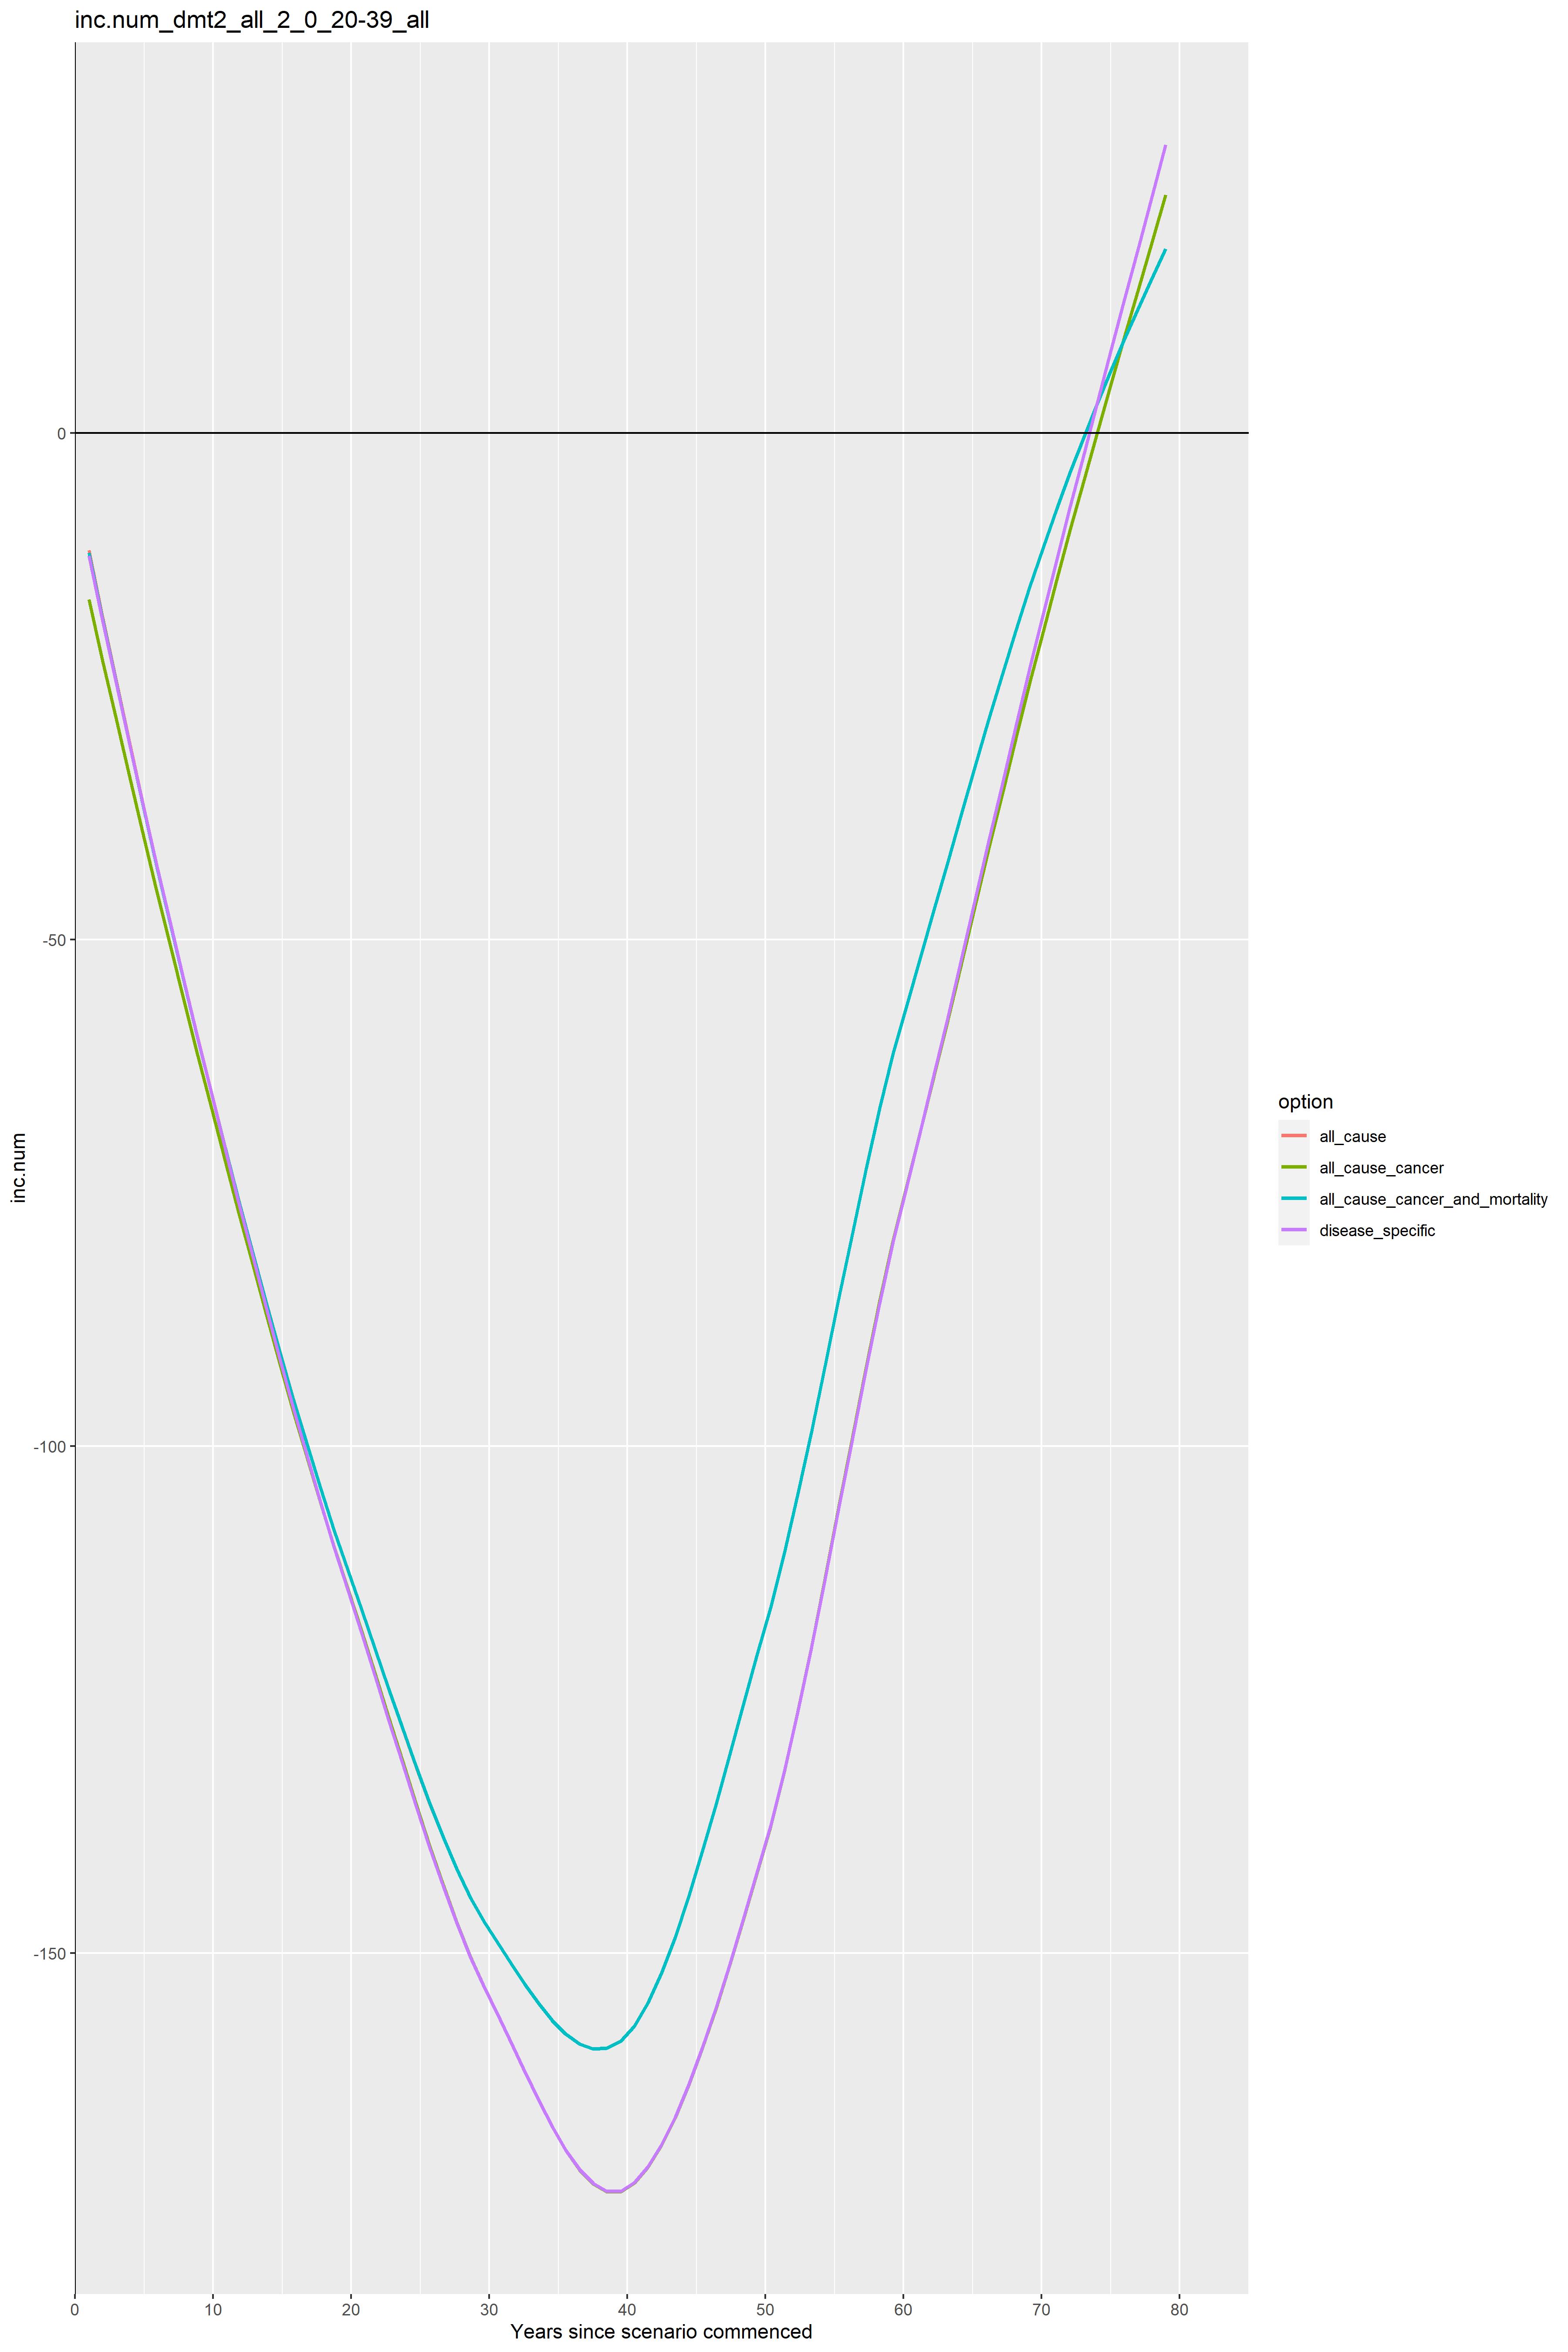 inc.num_dmt2_all_2_0_20-39_all
inc.num
0
-50
-100
-150
0 10 20 30 40 50 60 70 80
Years since scenario commenced
option
all_cause
all_cause_cancer
all_cause_cancer_and_mortality
disease_specific